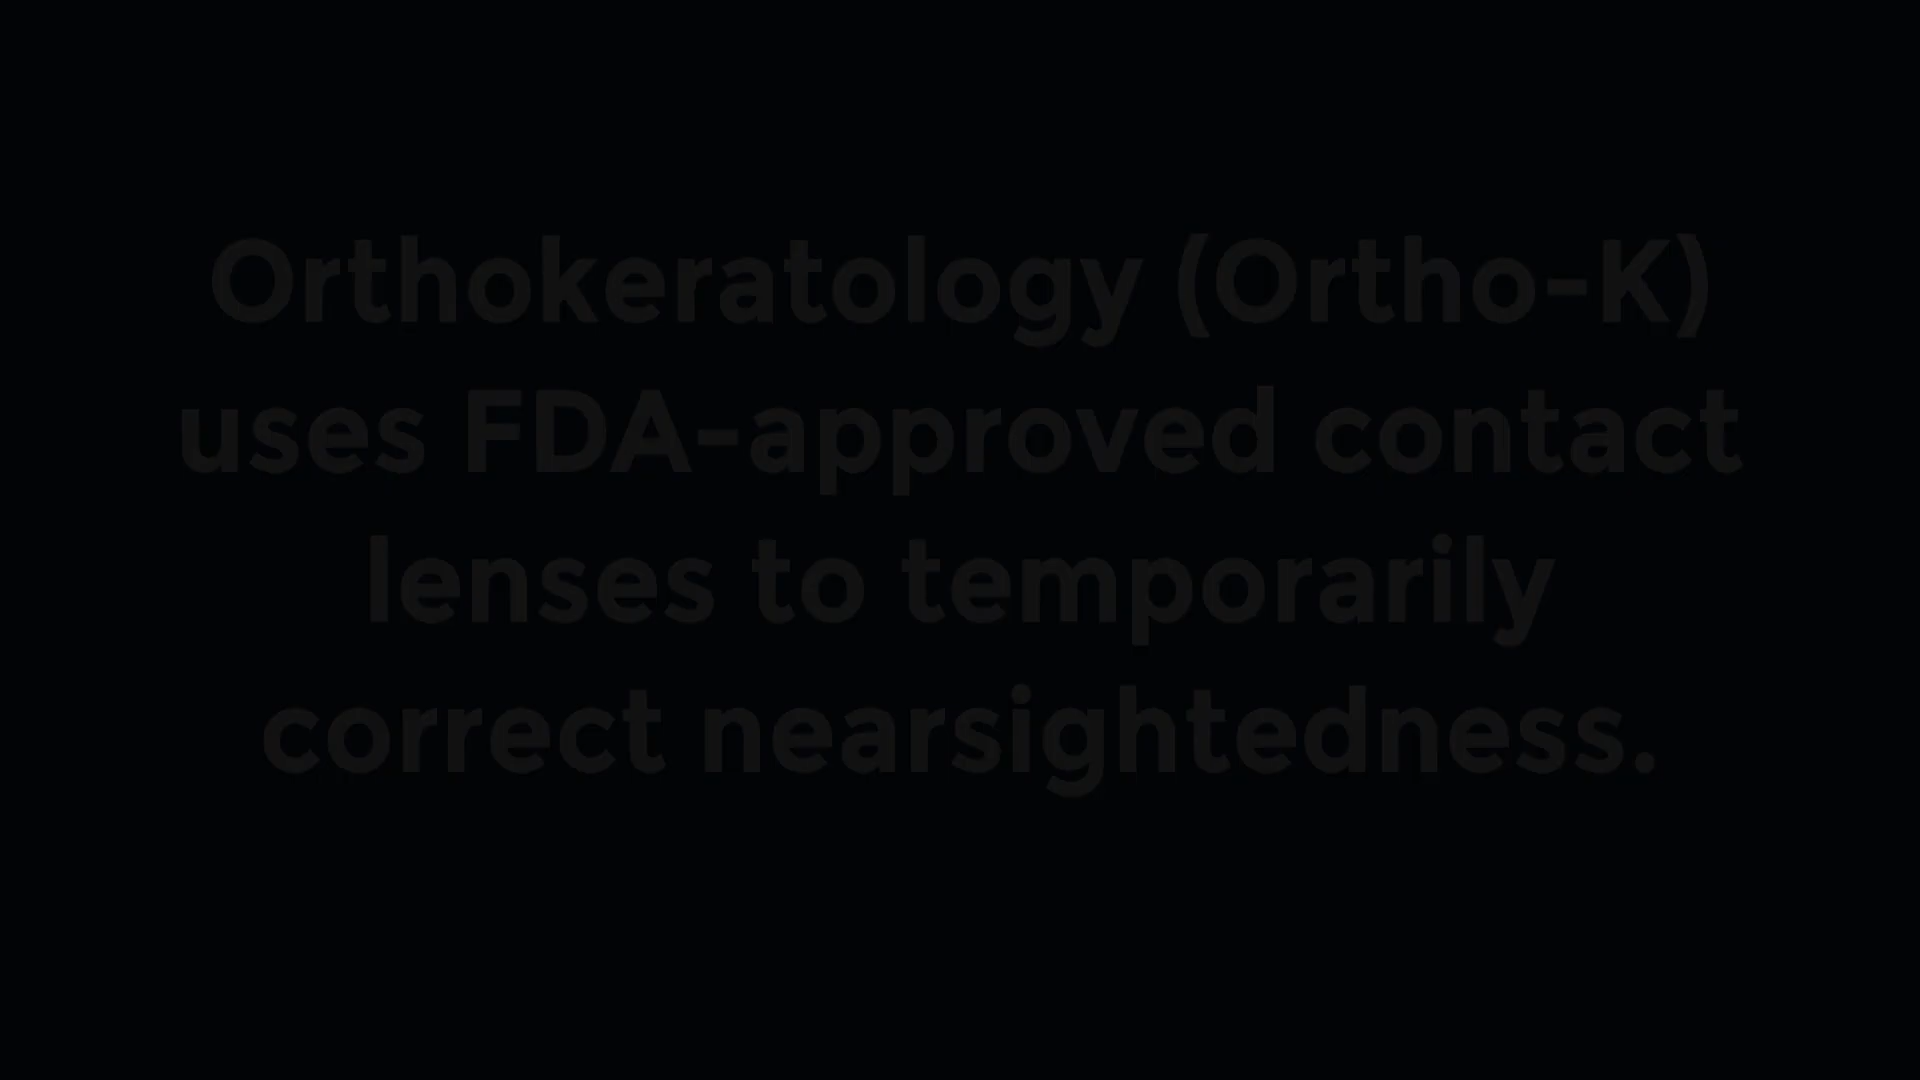 Orthokeratology (Ortho-K)
uses FDA-approved contact
lenses to temporarily
correct nearsightedness.